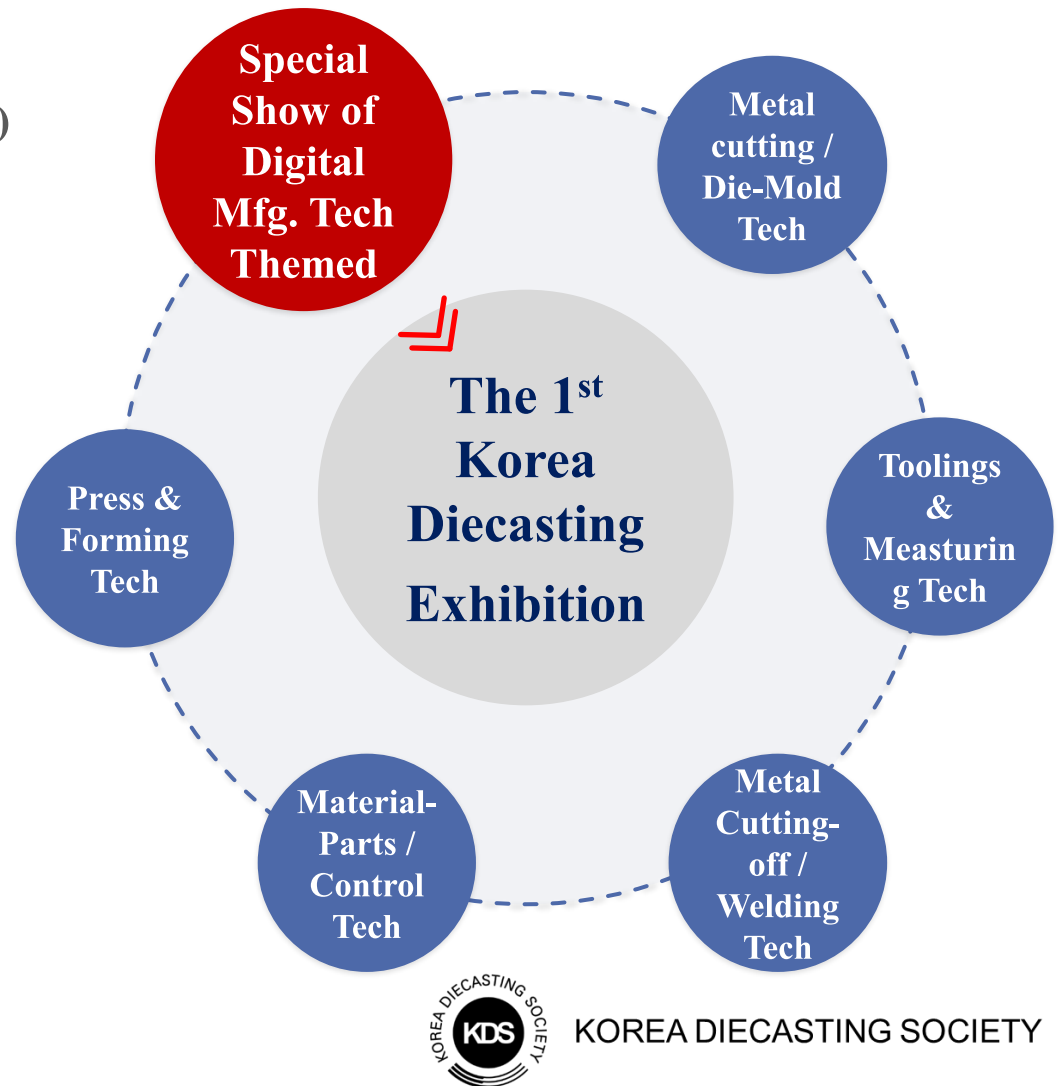 )
Special
Show of
Digital
Mfg. Tech
Themed
Metal
cutting /
Die-Mold
Tech
The 1st
Korea
Diecasting
Exhibition
Toolings
&
Measturin
g Tech
Press &
Forming
Tech
Material-
Parts /
Control
Tech
Metal
Cutting-
off /
Welding
Tech
KOREA DIECASTING SOCIETY
KDS
KOREA DIECASTING SOCIETY